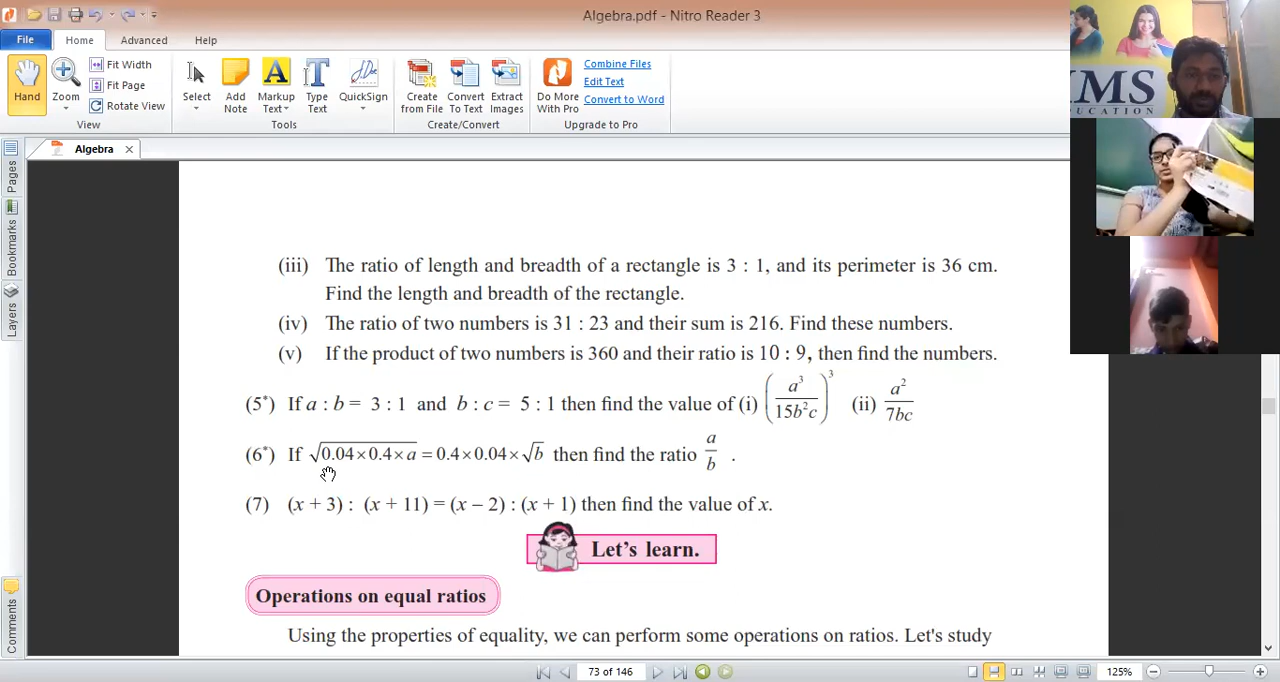 Algebra.pdf - Nitro Reader 3
File Home Advanced Help
Hand
Zoom
Fit Width
Fit Page
Rotate View
View
Select
Add Note
Markup Text
Type Text
QuickSign
Tools
Create from File
Convert To Text
Extract Images
Create/Convert
Do More With Pro
Combine Files
Edit Text
Convert to Word
Upgrade to Pro
IMS
EDUCATION
Algebra
Pages
Bookmarks
Layers
Comments
(iii) The ratio of length and breadth of a rectangle is 3 : 1, and its perimeter is 36 cm.
Find the length and breadth of the rectangle.
(iv) The ratio of two numbers is 31 : 23 and their sum is 216. Find these numbers.
(v) If the product of two numbers is 360 and their ratio is 10 : 9, then find the numbers.
(5*) If a : b = 3 : 1 and b : c = 5 : 1 then find the value of (i) (a³/15b²c)³ (ii) a²/7bc
(6*) If √(0.04×0.4×a) = 0.4×0.04×√b then find the ratio a/b .
(7) (x + 3) : (x + 11) = (x – 2) : (x + 1) then find the value of x.
Let's learn.
Operations on equal ratios
Using the properties of equality, we can perform some operations on ratios. Let's study
73 of 146
125%